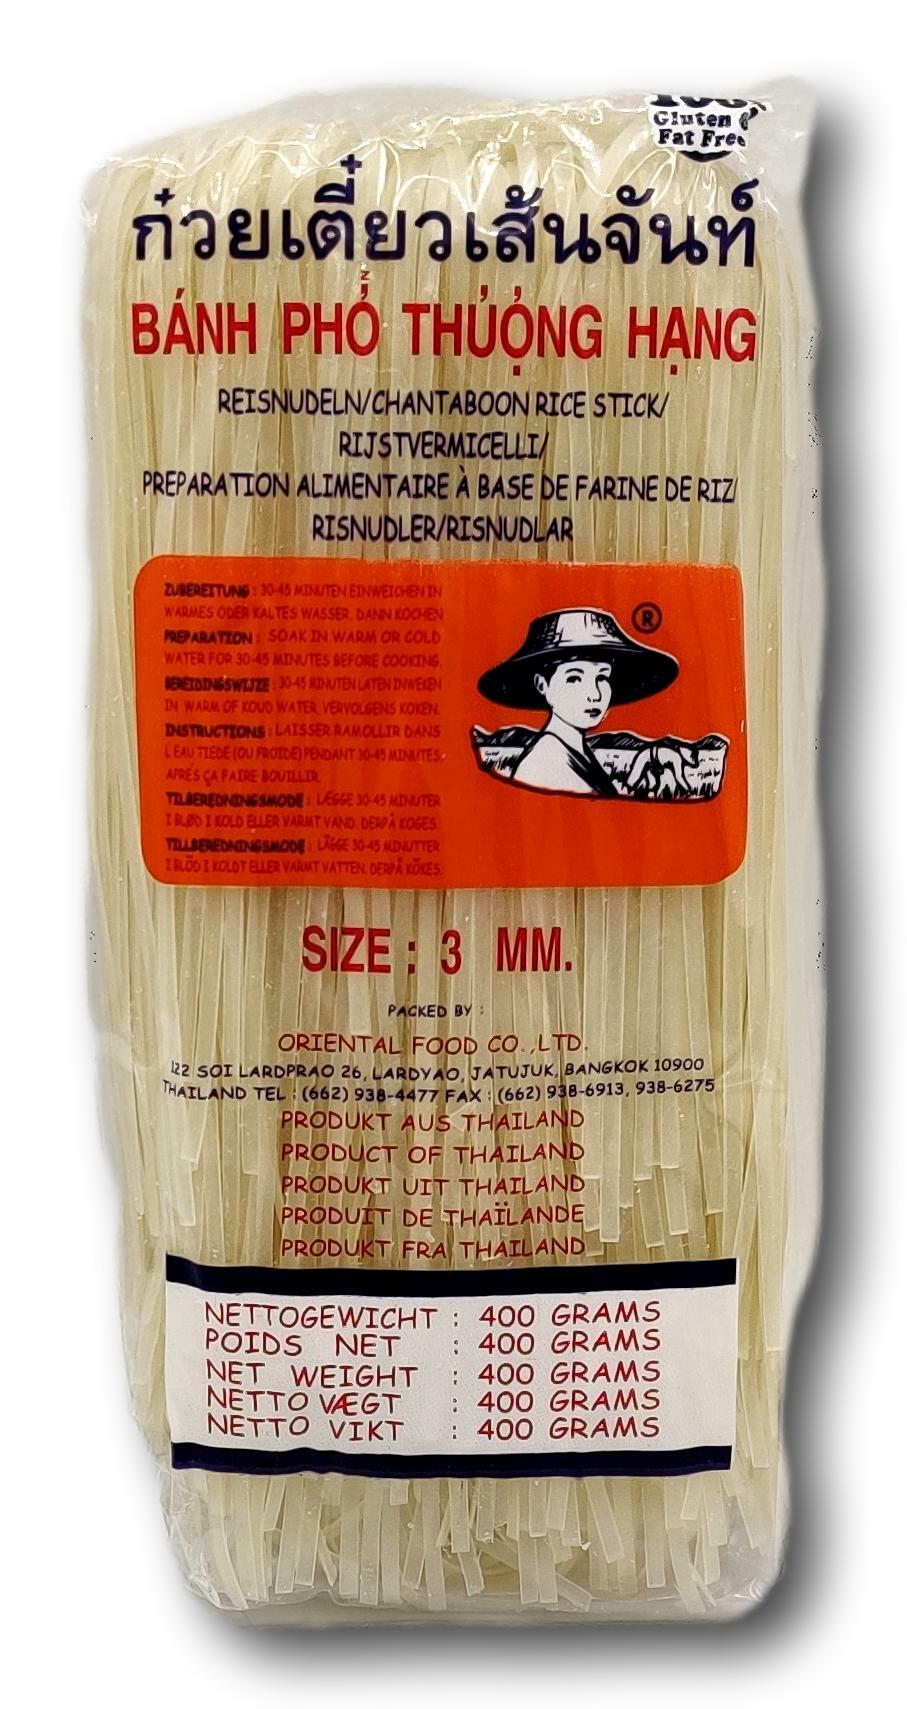 Gluten &
Fat Free
ก๋วยเตี๋ยวเส้นจันท์
BÁNH PHỞ THƯỢNG HẠNG
REISNUDELN/CHANTABOON RICE STICK/
RIJSTVERMICELLI/
PREPARATION ALIMENTAIRE À BASE DE FARINE DE RIZ/
RISNUDLER/RISNUDLAR
ZUBEREITUNG : 30-45 MINUTEN EINWEICHEN IN
WARMES ODER KALTES WASSER, DANN KOCHEN
PREPARATION : SOAK IN WARM OR COLD
WATER FOR 30-45 MINUTES BEFORE COOKING.
BEREIDINGSWIJZE : 30-45 MINUTEN LATEN INWEKEN
IN WARM OF KOUD WATER, VERVOLGENS KOKEN.
INSTRUCTIONS : LAISSER RAMOLLIR DANS
L'EAU TIEDE (OU FROIDE) PENDANT 30-45 MINUTES,
APRÉS ÇA FAIRE BOUILLIR.
TILBEREDNINGSMODE : LÆGGE 30-45 MINUTER
I BLØD I KOLD ELLER VARMT VAND. DERPÅ KOGES.
TILLBEREDNINGSMODE : LÄGGE 30-45 MINUTTER
I BLÖD I KOLDT ELLER VARMT VATTEN. DERPÅ KÖKES.
®
SIZE : 3 MM.
PACKED BY :
ORIENTAL FOOD CO.,LTD.
122 SOI LARDPRAO 26, LARDYAO, JATUJUK, BANGKOK 10900
THAILAND TEL : (662) 938-4477 FAX : (662) 938-6913, 938-6275
PRODUKT AUS THAILAND
PRODUCT OF THAILAND
PRODUKT UIT THAILAND
PRODUIT DE THAÏLANDE
PRODUKT FRA THAILAND
NETTOGEWICHT : 400 GRAMS
POIDS NET : 400 GRAMS
NET WEIGHT : 400 GRAMS
NETTO VÆGT : 400 GRAMS
NETTO VIKT : 400 GRAMS